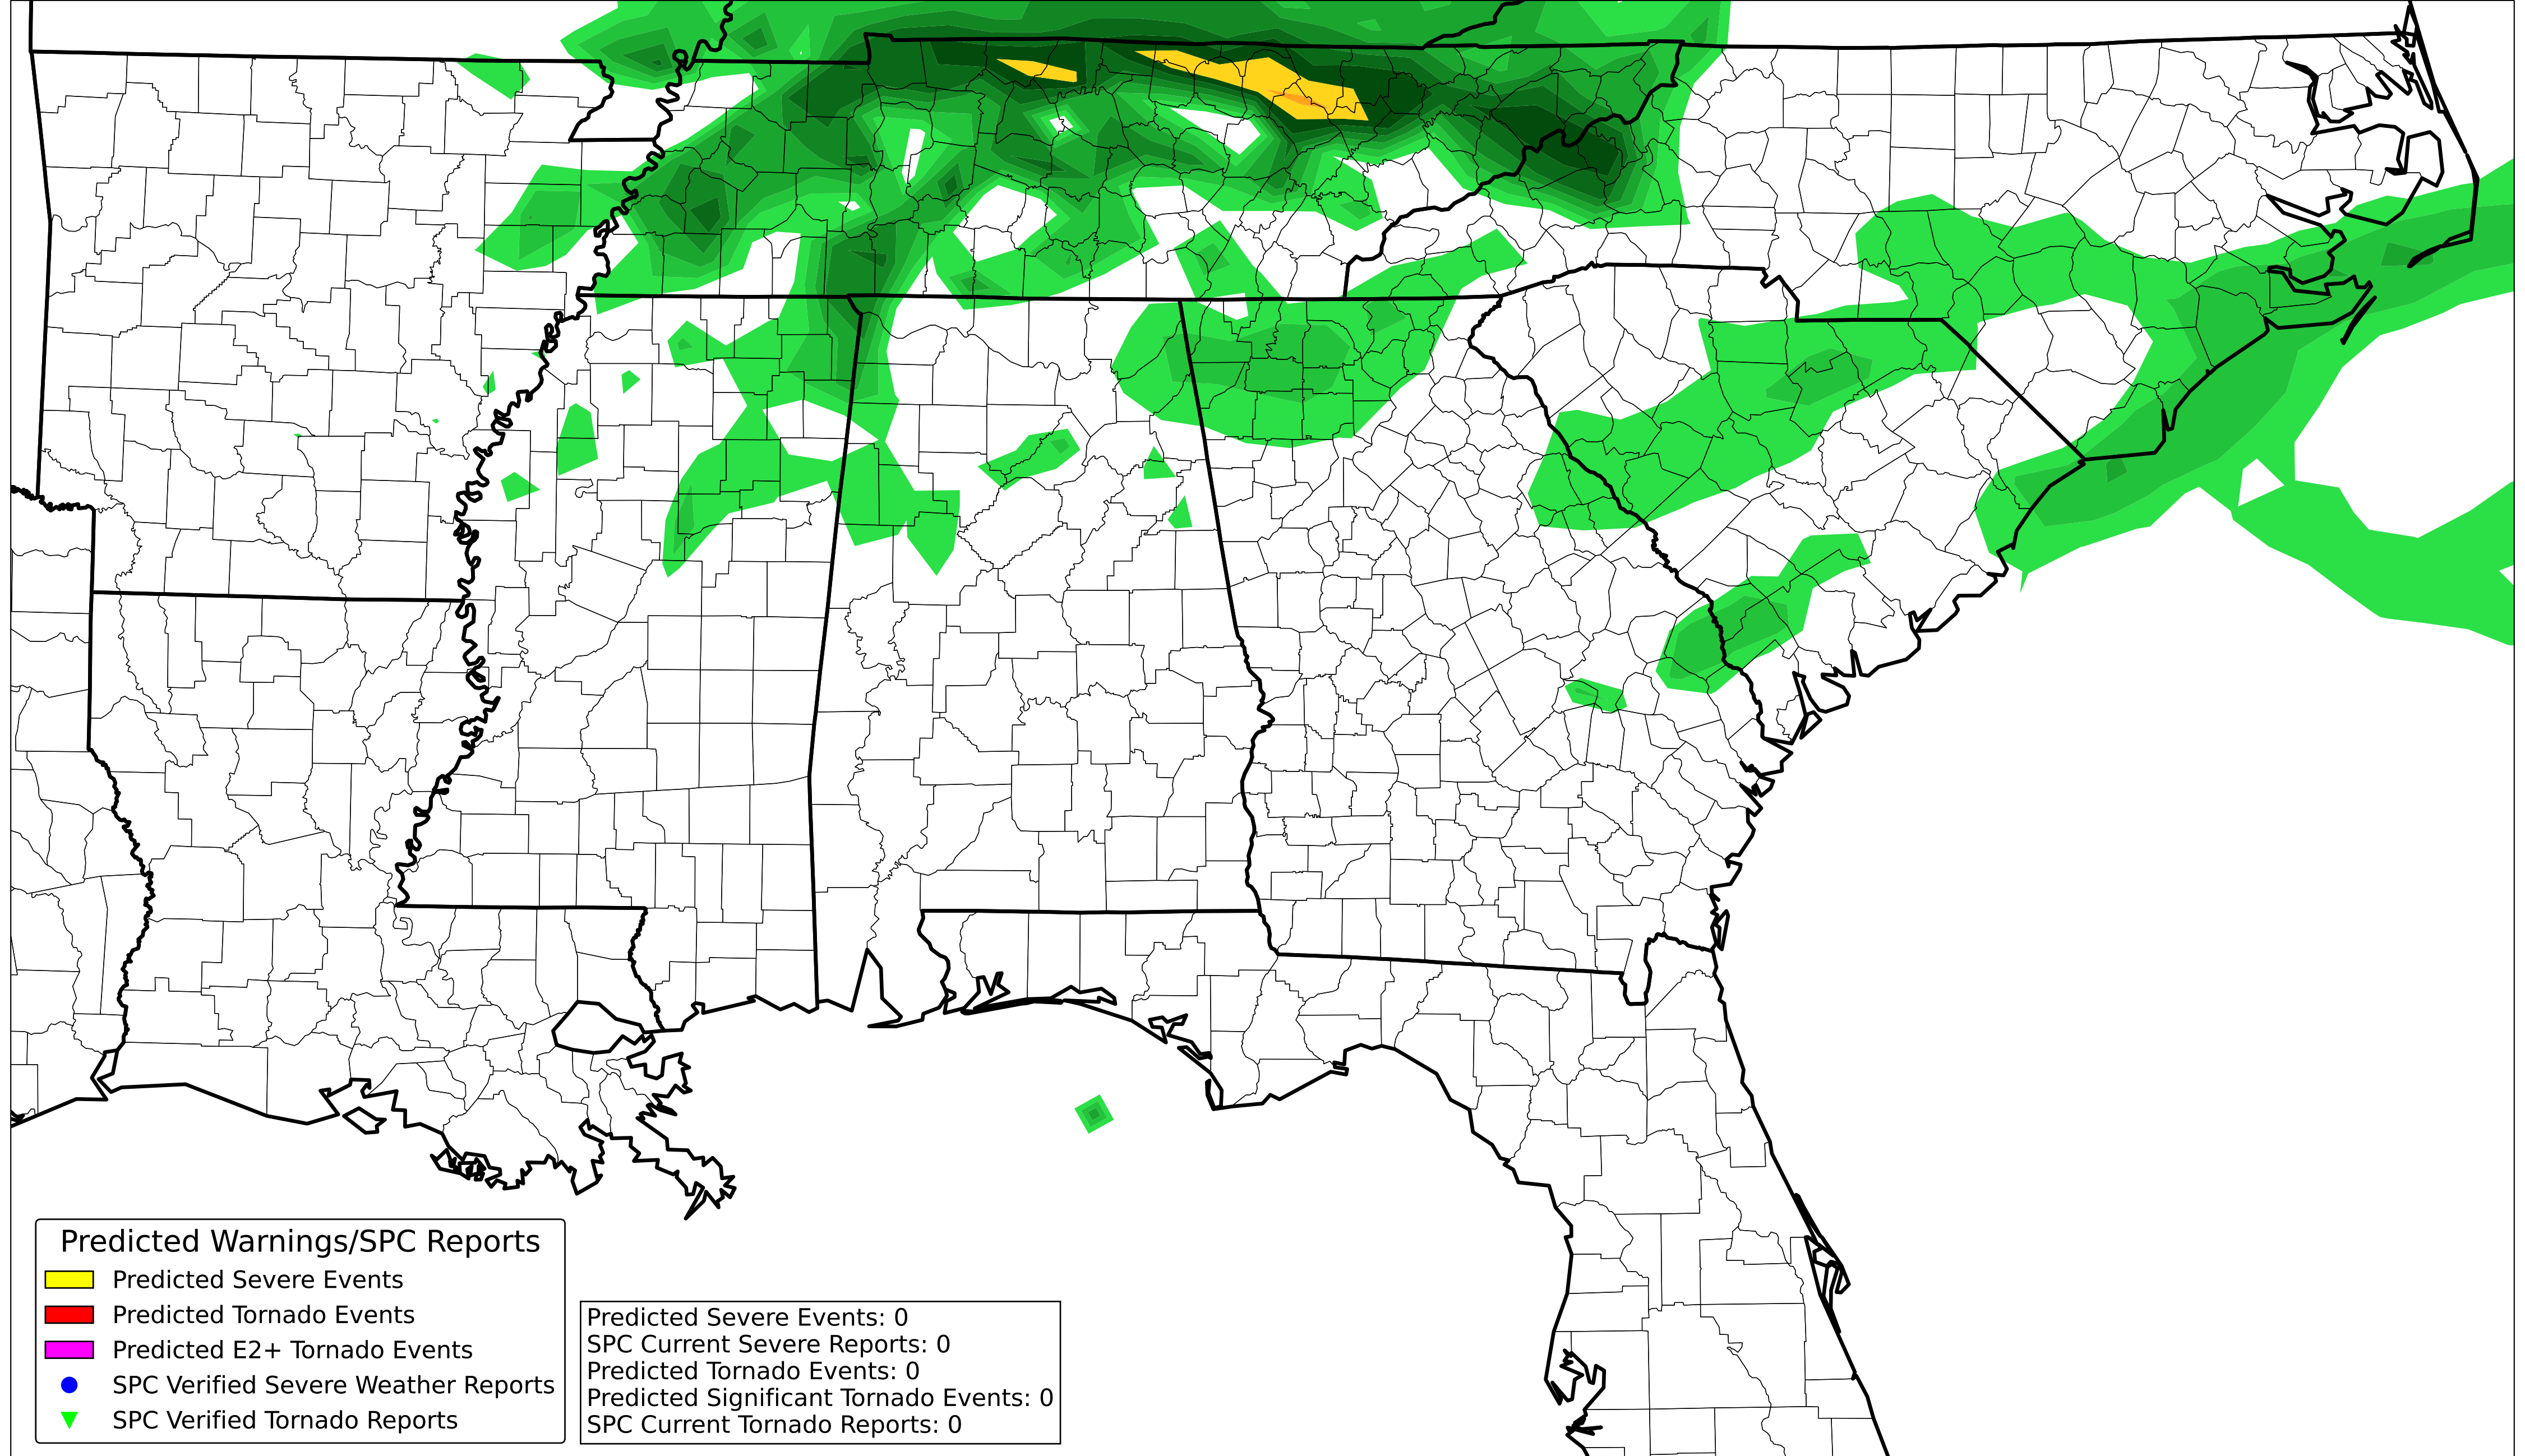 Predicted Warnings/SPC Reports
Predicted Severe Events
Predicted Tornado Events
Predicted E2+ Tornado Events
SPC Verified Severe Weather Reports
SPC Verified Tornado Reports
Predicted Severe Events: 0
SPC Current Severe Reports: 0
Predicted Tornado Events: 0
Predicted Significant Tornado Events: 0
SPC Current Tornado Reports: 0